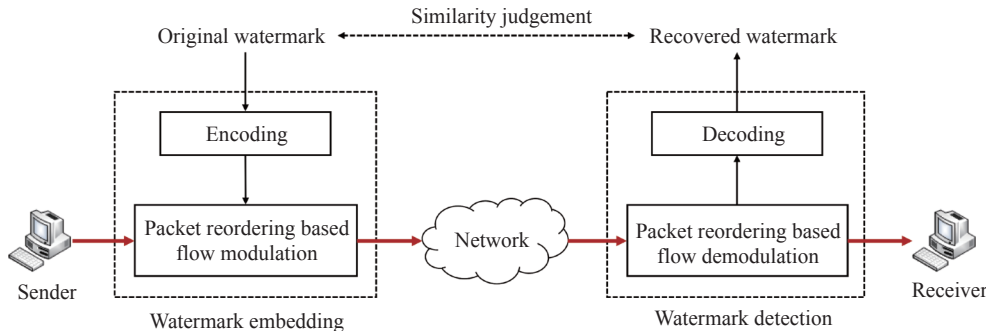 Similarity judgement
Original watermark
Recovered watermark
Encoding
Decoding
Packet reordering based
flow modulation
Network
Packet reordering based
flow demodulation
Sender
Receiver
Watermark embedding
Watermark detection